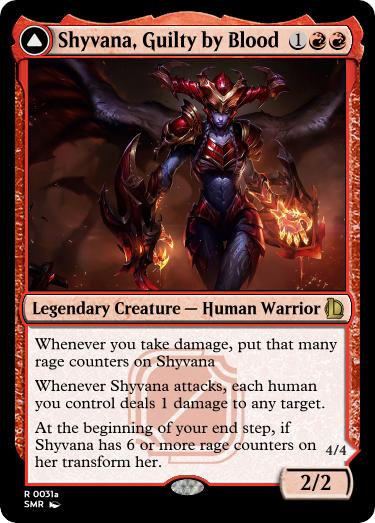 Shyvana, Guilty by Blood 1
Legendary Creature — Human Warrior
Whenever you take damage, put that many
rage counters on Shyvana
Whenever Shyvana attacks, each human
you control deals 1 damage to any target.
At the beginning of your end step, if
Shyvana has 6 or more rage counters on
her transform her.
4/4
2/2
R 0031a
SMR